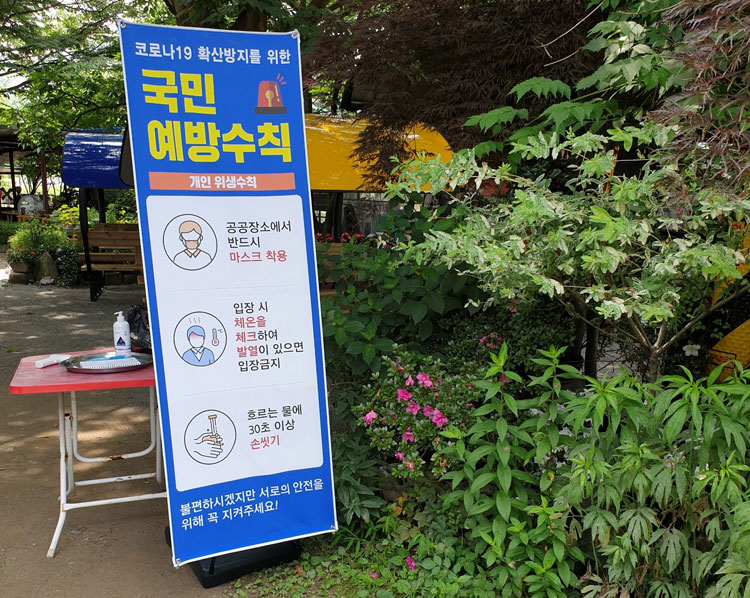 코로나19 확산방지를 위한
국민
예방수칙
개인 위생수칙
공공장소에서
반드시
마스크 착용
입장 시
체온을
체크하여
발열이 있으면
입장금지
흐르는 물에
30초 이상
손씻기
불편하시겠지만 서로의 안전을
위해 꼭 지켜주세요!